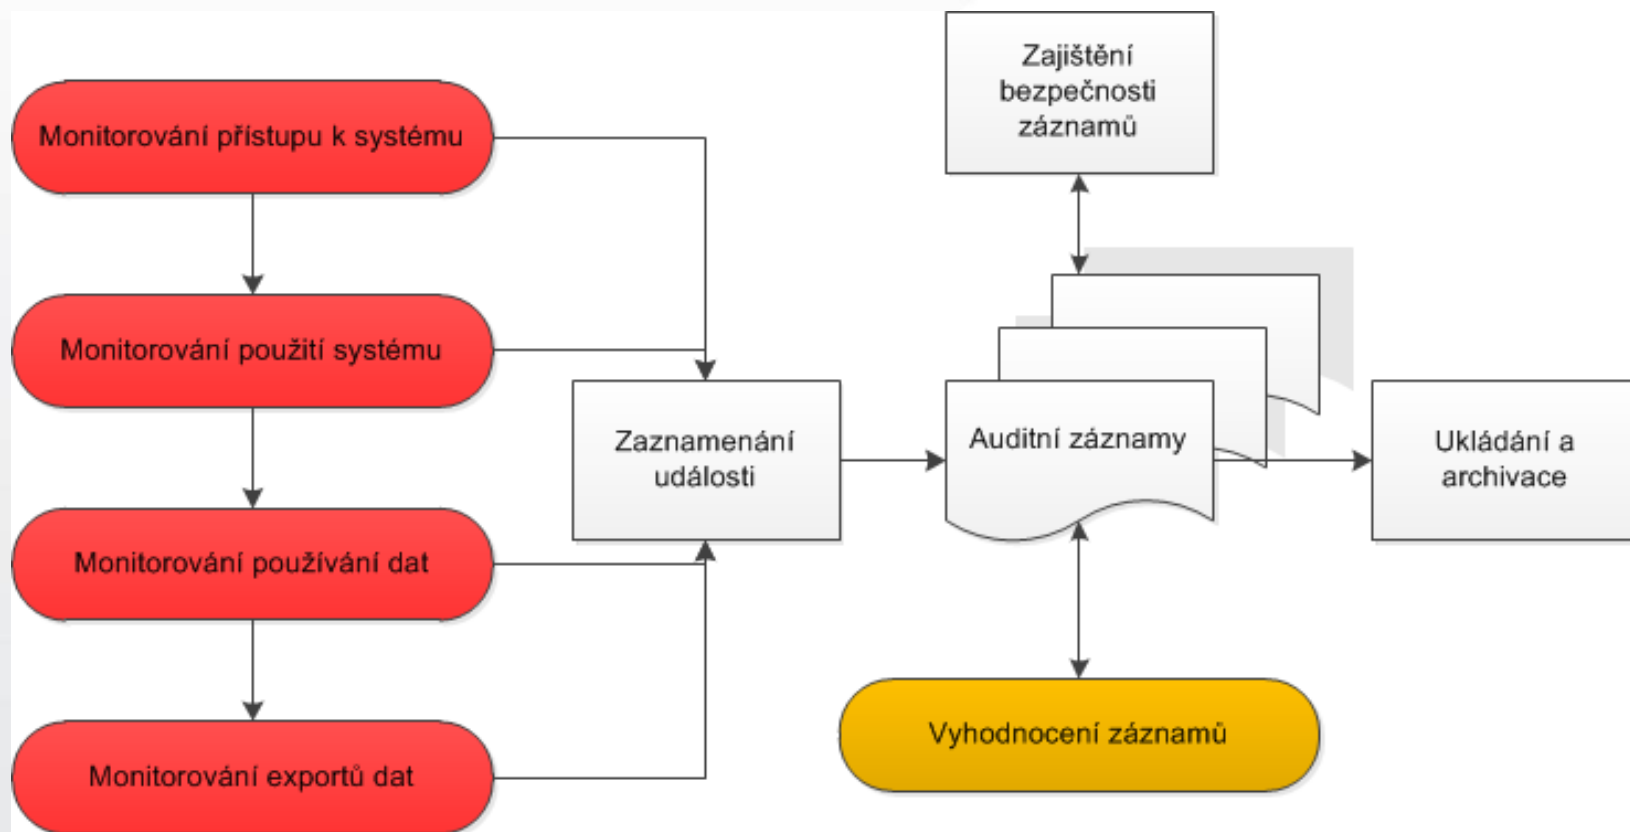 Monitorování přístupu k systému
Monitorování použití systému
Monitorování používání dat
Monitorování exportů dat
Zaznamenání
události
Zajištění
bezpečnosti
záznamů
Auditní záznamy
Vyhodnocení záznamů
Ukládání a
archivace